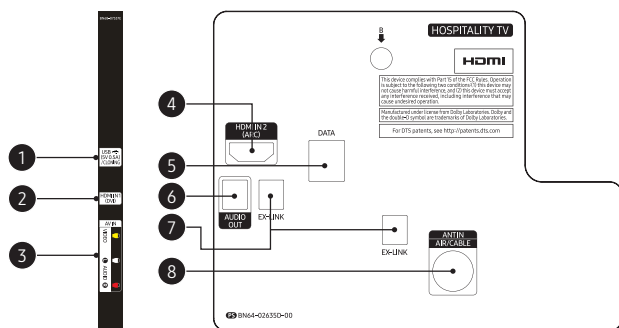 BN68-07537E
1
USB
(5V 0.5A)
/CLONING
2
HDMI IN 1
(DVI)
3
AV IN
VIDEO
AUDIO
4
HDMI IN 2
(ARC)
5
DATA
6
AUDIO
OUT
7
EX-LINK
EX-LINK
8
ANT IN
AIR/CABLE
B
HOSPITALITY TV
HDMI
This device complies with Part 15 of the FCC Rules. Operation
is subject to the following two conditions:(1) this device may
not cause harmful interference, and (2) this device must accept
any interference received, including interference that may
cause undesired operation.
Manufactured under license from Dolby Laboratories. Dolby and
the double-D symbol are trademarks of Dolby Laboratories.
For DTS patents, see http://patents.dts.com
PS BN64-02635D-00